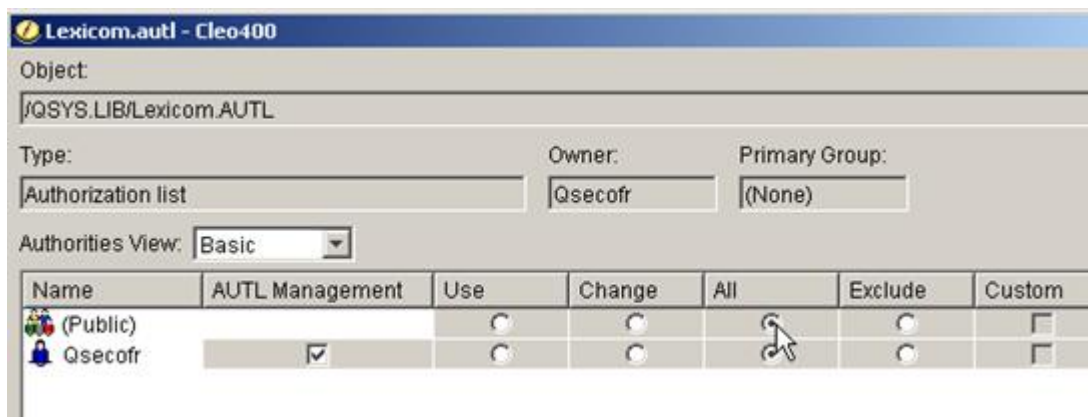 Lexicom.autl - Cleo400
Object:
/QSYS.LIB/Lexicom.AUTL
Type: Owner: Primary Group:
Authorization list Qsecofr (None)
Authorities View: Basic
Name AUTL Management Use Change All Exclude Custom
(Public)
Qsecofr